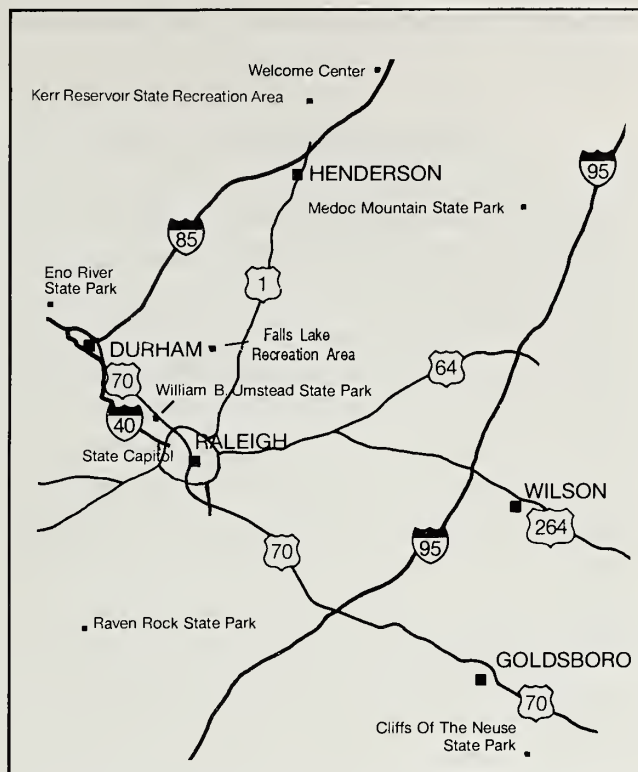 Welcome Center
Kerr Reservoir State Recreation Area
HENDERSON
95
Medoc Mountain State Park
85
Eno River
State Park
1
DURHAM
Falls Lake
Recreation Area
70
64
William B. Umstead State Park
40
RALEIGH
State Capitol
WILSON
264
95
70
Raven Rock State Park
GOLDSBORO
70
Cliffs Of The Neuse
State Park